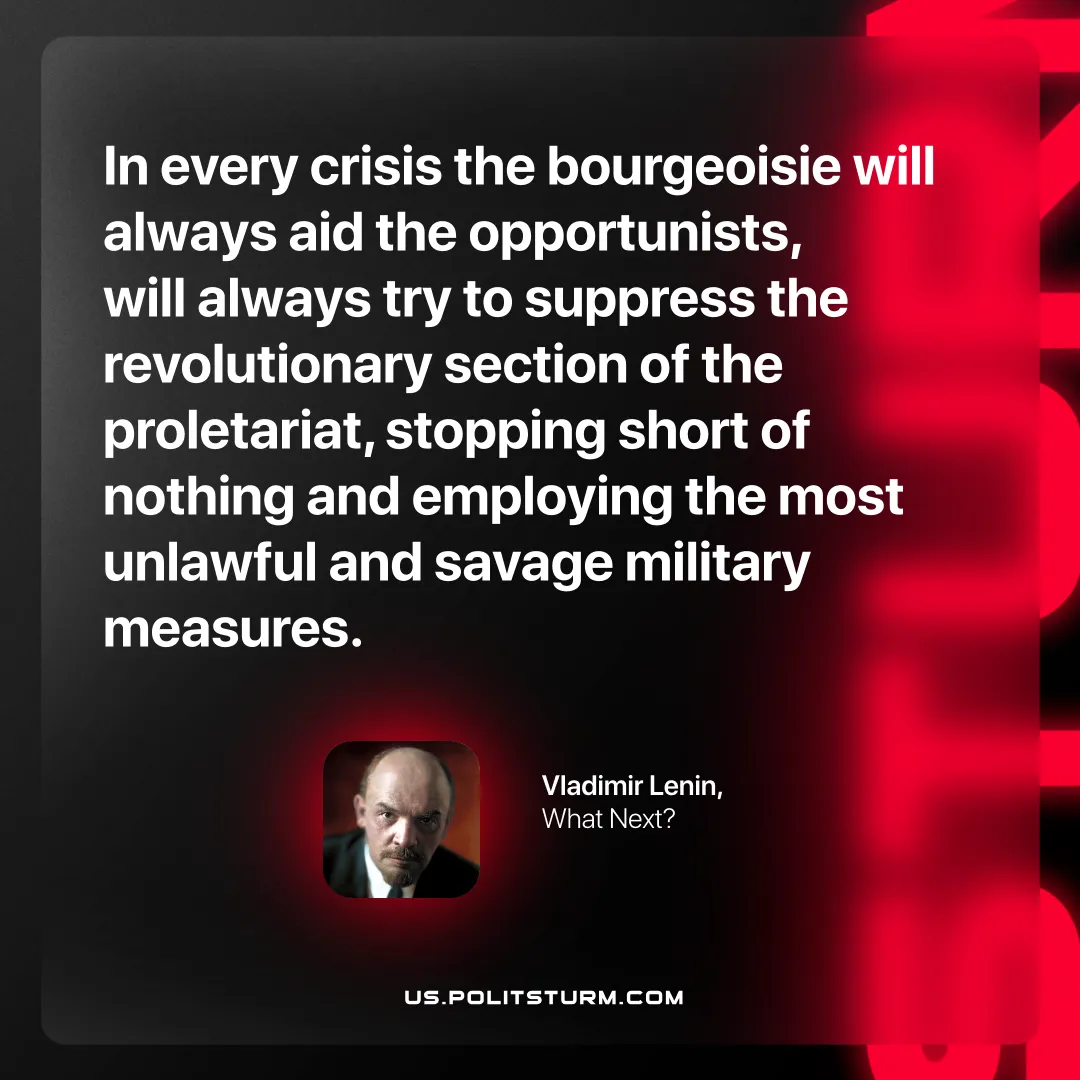 In every crisis the bourgeoisie will
always aid the opportunists,
will always try to suppress the
revolutionary section of the
proletariat, stopping short of
nothing and employing the most
unlawful and savage military
measures.
Vladimir Lenin,
What Next?
US.POLITSTURM.COM